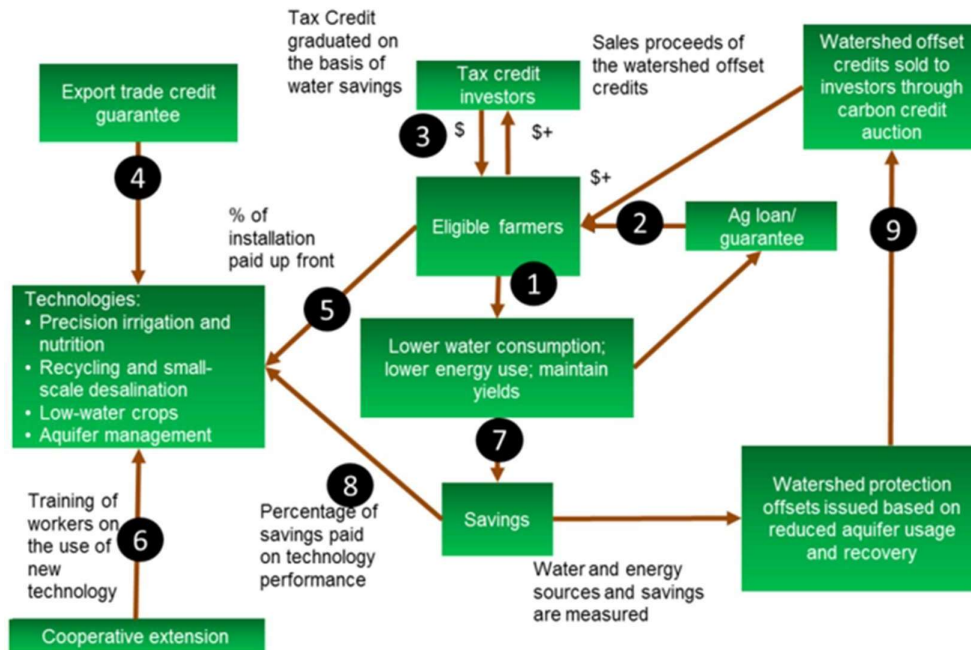 Tax Credit
graduated on
the basis of
water savings
Export trade credit
guarantee
Tax credit
investors
Sales proceeds of
the watershed offset
credits
Watershed offset
credits sold to
investors through
carbon credit
auction
3
$
$+
4
$+
Eligible farmers
2
Ag loan/
guarantee
9
% of
installation
paid up front
1
5
Technologies:
• Precision irrigation and
nutrition
• Recycling and small-
scale desalination
• Low-water crops
• Aquifer management
Lower water consumption;
lower energy use; maintain
yields
7
8
Percentage of
savings paid
on technology
performance
Savings
Watershed protection
offsets issued based on
reduced aquifer usage
and recovery
Training of
workers on
the use of
new
technology
6
Water and energy
sources and savings
are measured
Cooperative extension